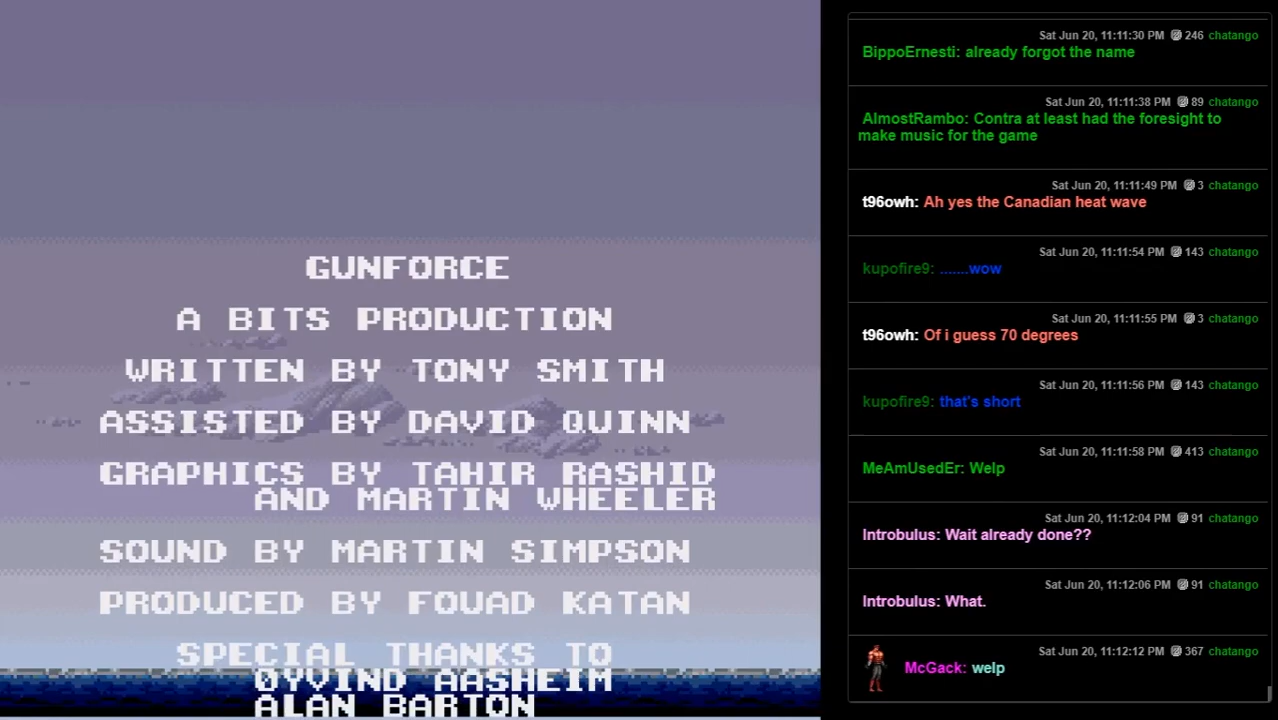 GUNFORCE
A BITS PRODUCTION
WRITTEN BY TONY SMITH
ASSISTED BY DAVID QUINN
GRAPHICS BY TAHIR RASHID
AND MARTIN WHEELER
SOUND BY MARTIN SIMPSON
PRODUCED BY FOUAD KATAN
SPECIAL THANKS TO
ØYVIND AASHEIM
ALAN BARTON
Sat Jun 20, 11:11:30 PM 246 chatango
BippoErnesti: already forgot the name
Sat Jun 20, 11:11:38 PM 89 chatango
AlmostRambo: Contra at least had the foresight to
make music for the game
Sat Jun 20, 11:11:49 PM 3 chatango
t96owh: Ah yes the Canadian heat wave
Sat Jun 20, 11:11:54 PM 143 chatango
kupofire9: .......wow
Sat Jun 20, 11:11:55 PM 3 chatango
t96owh: Of i guess 70 degrees
Sat Jun 20, 11:11:56 PM 143 chatango
kupofire9: that's short
Sat Jun 20, 11:11:58 PM 413 chatango
MeAmUsedEr: Welp
Sat Jun 20, 11:12:04 PM 91 chatango
Introbulus: Wait already done??
Sat Jun 20, 11:12:06 PM 91 chatango
Introbulus: What.
Sat Jun 20, 11:12:12 PM 367 chatango
McGack: welp